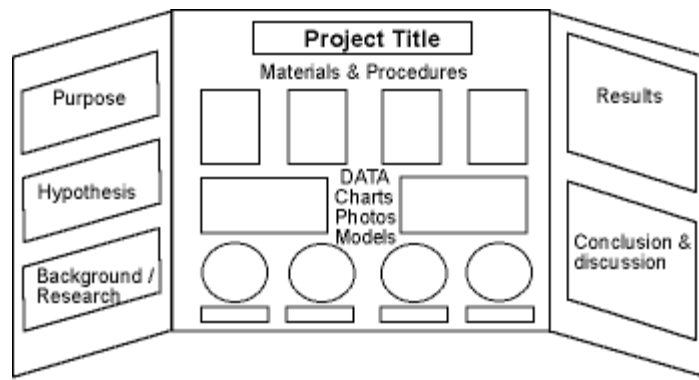 Project Title
Materials & Procedures
Purpose
Hypothesis
Background /
Research
DATA
Charts
Photos
Models
Results
Conclusion &
discussion